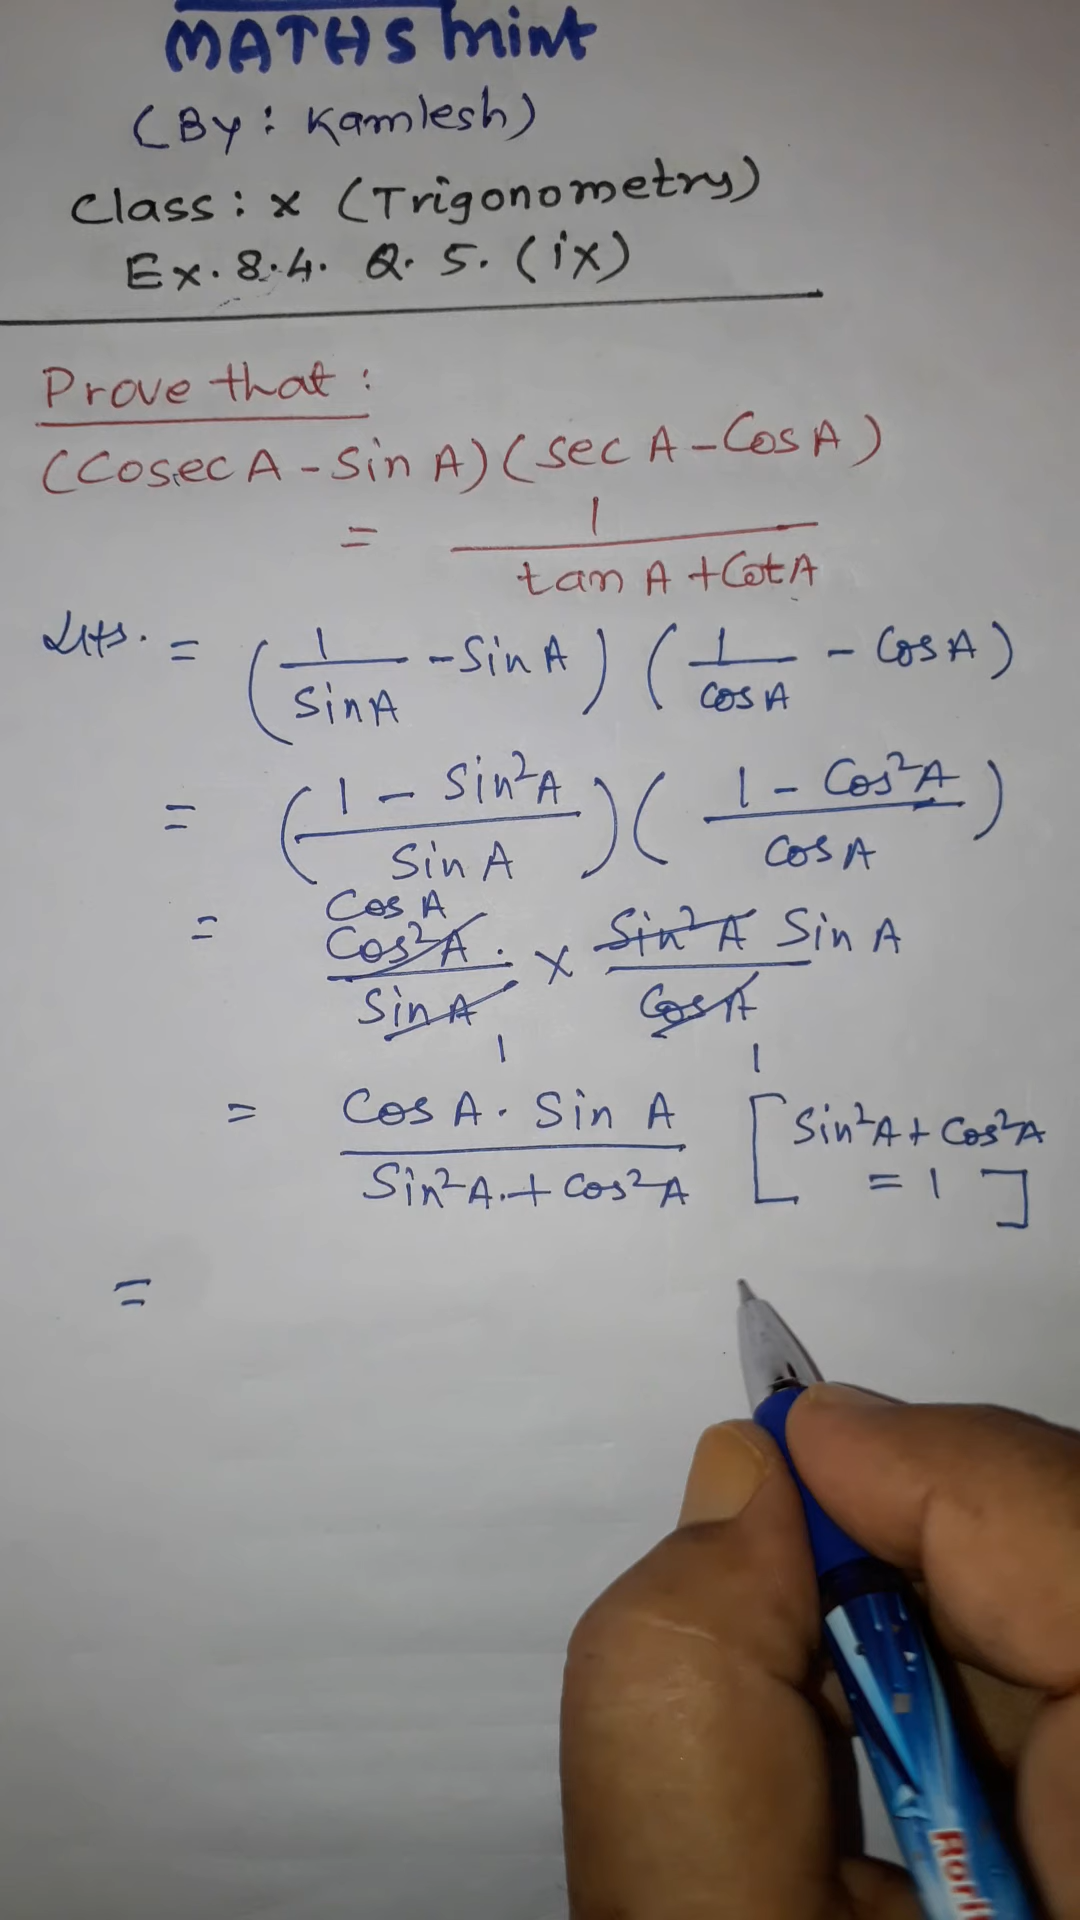 MATHS mint
(By: Kamlesh)
Class: X (Trigonometry)
Ex. 8.4. Q. 5. (ix)
Prove that:
(Cosec A - Sin A) (Sec A - Cos A)
= 1 / tan A + Cot A
LHS. = (1 / Sin A - Sin A) (1 / Cos A - Cos A)
= (1 - Sin²A / Sin A) (1 - Cos²A / Cos A)
Cos A
= Cos²A. / Sin A × Sin²A Sin A / Cos A
1 1
= Cos A. Sin A / Sin²A.+ Cos²A [Sin²A + Cos²A = 1]
=
Rori